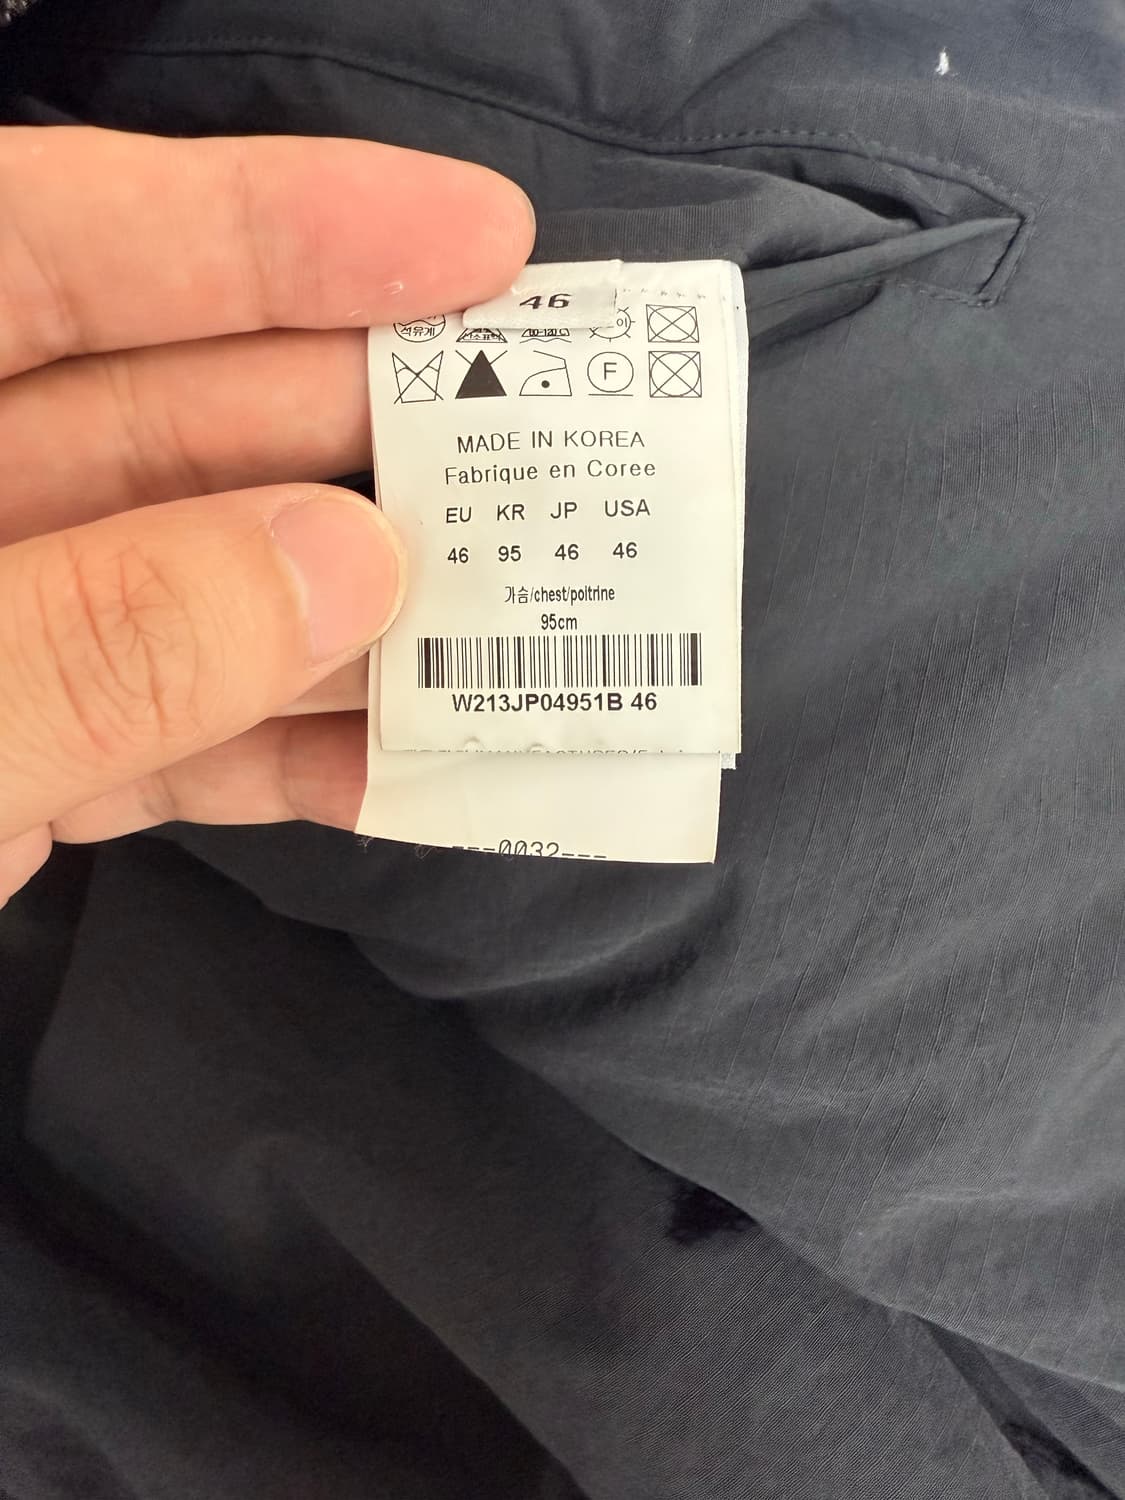 46
석유계
MADE IN KOREA
Fabrique en Coree
EU KR JP USA
46 95 46 46
가슴/chest/poltrine
95cm
W213JP04951B 46
---0032---